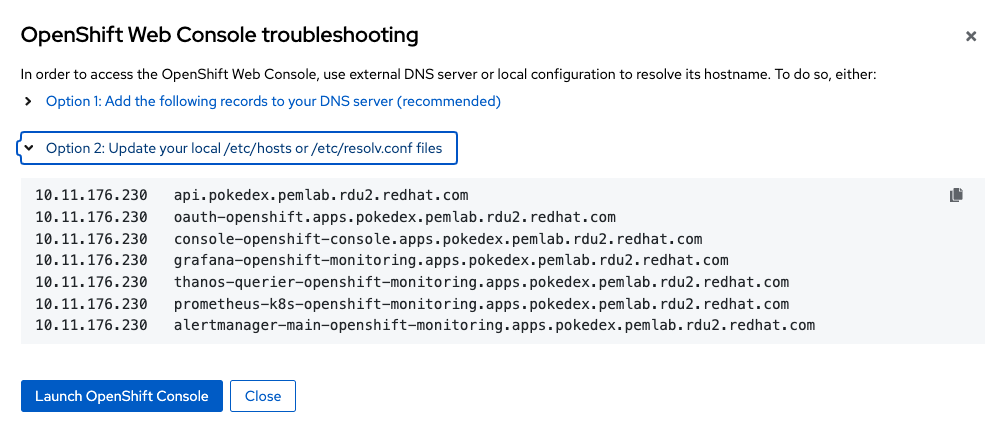 OpenShift Web Console troubleshooting
In order to access the OpenShift Web Console, use external DNS server or local configuration to resolve its hostname. To do so, either:
Option 1: Add the following records to your DNS server (recommended)
Option 2: Update your local /etc/hosts or /etc/resolv.conf files
10.11.176.230 api.pokedex.pemlab.rdu2.redhat.com
10.11.176.230 oauth-openshift.apps.pokedex.pemlab.rdu2.redhat.com
10.11.176.230 console-openshift-console.apps.pokedex.pemlab.rdu2.redhat.com
10.11.176.230 grafana-openshift-monitoring.apps.pokedex.pemlab.rdu2.redhat.com
10.11.176.230 thanos-querier-openshift-monitoring.apps.pokedex.pemlab.rdu2.redhat.com
10.11.176.230 prometheus-k8s-openshift-monitoring.apps.pokedex.pemlab.rdu2.redhat.com
10.11.176.230 alertmanager-main-openshift-monitoring.apps.pokedex.pemlab.rdu2.redhat.com
Launch OpenShift Console Close